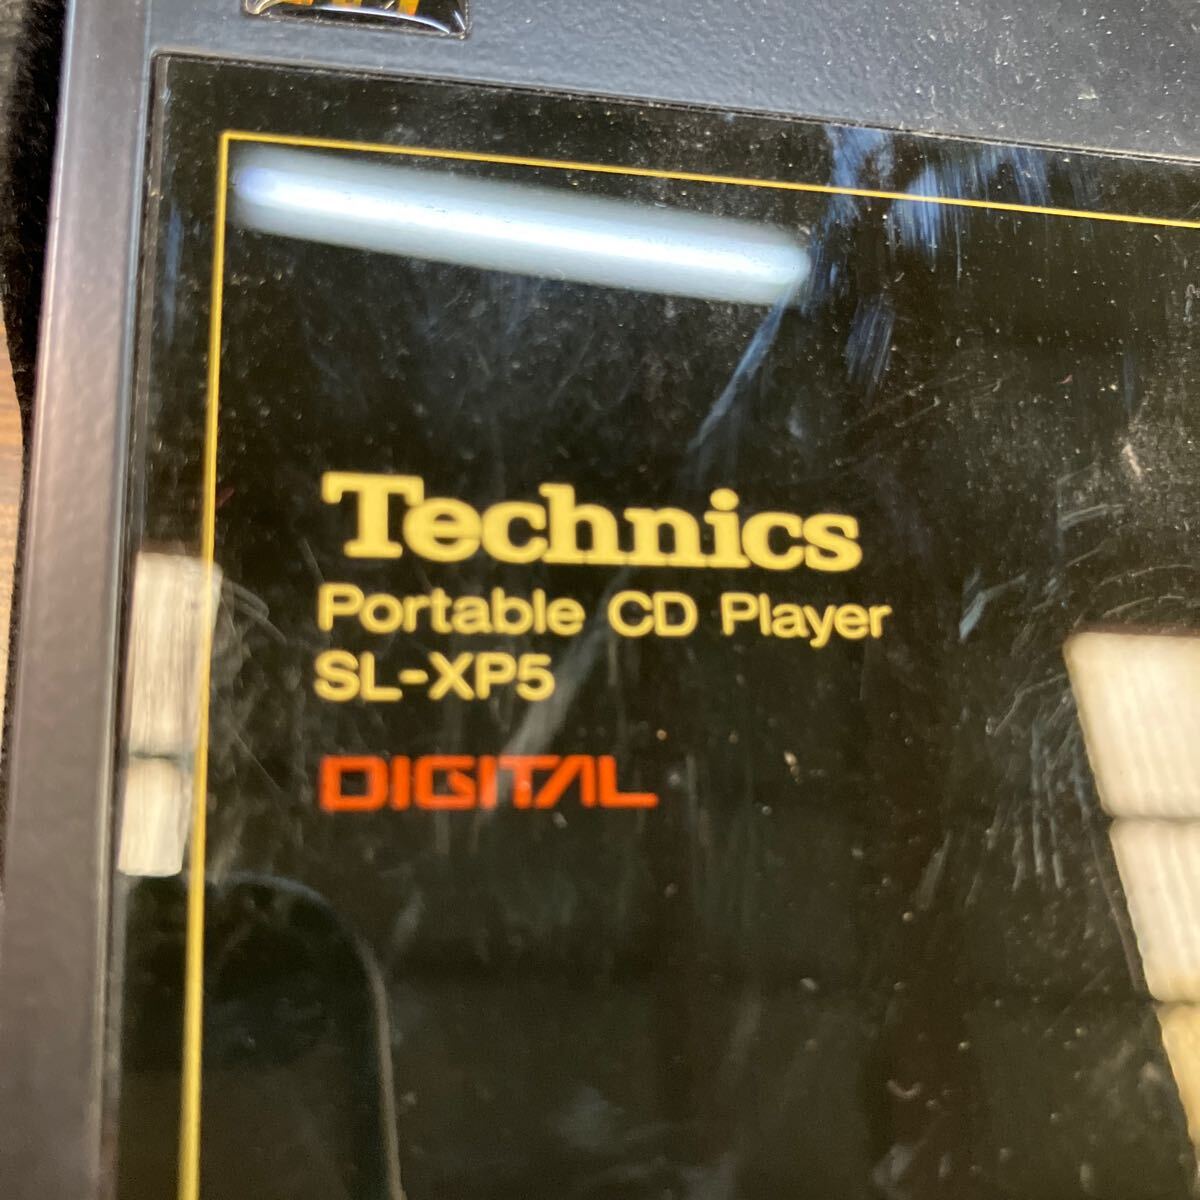 Technics
Portable CD Player
SL-XP5
DIGITAL